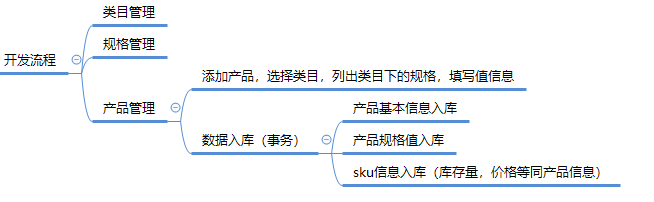 开发流程
类目管理
规格管理
产品管理
添加产品，选择类目，列出类目下的规格，填写值信息
数据入库（事务）
产品基本信息入库
产品规格值入库
sku信息入库（库存量，价格等同产品信息）